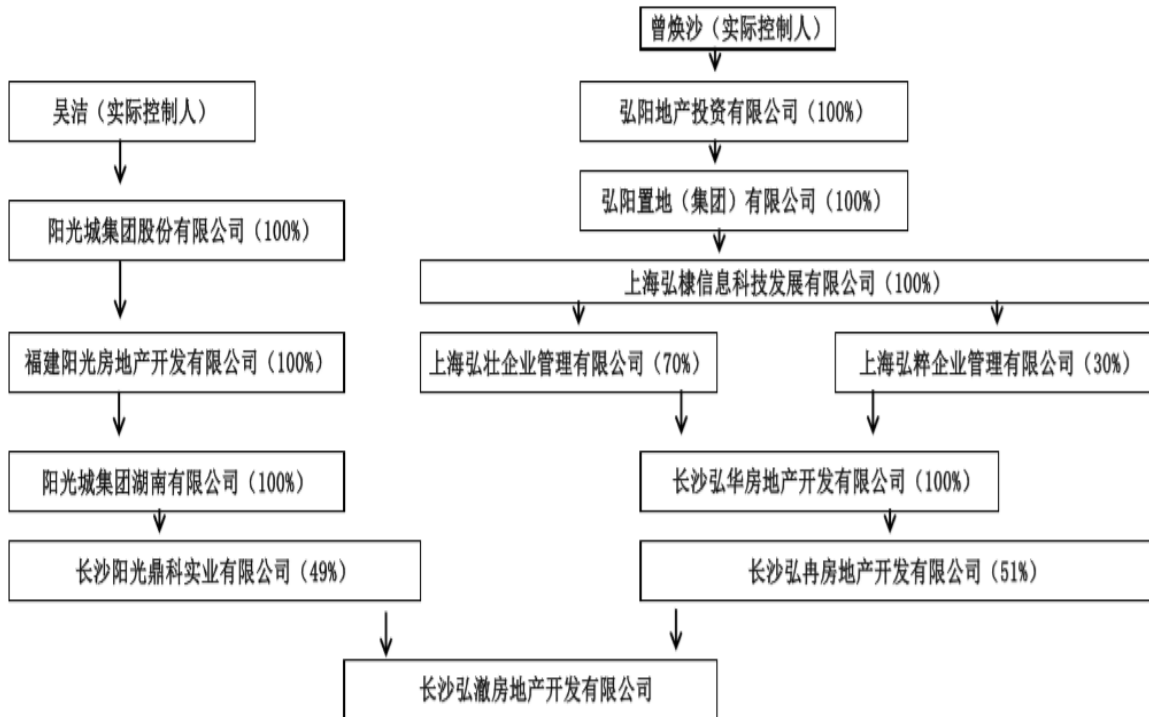 曾焕沙（实际控制人）
吴洁（实际控制人）
弘阳地产投资有限公司（100%）
弘阳置地（集团）有限公司（100%）
阳光城集团股份有限公司（100%）
上海弘棣信息科技发展有限公司（100%）
福建阳光房地产开发有限公司（100%）
上海弘壮企业管理有限公司（70%）
上海弘粹企业管理有限公司（30%）
阳光城集团湖南有限公司（100%）
长沙弘华房地产开发有限公司（100%）
长沙阳光鼎科实业有限公司（49%）
长沙弘冉房地产开发有限公司（51%）
长沙弘澈房地产开发有限公司